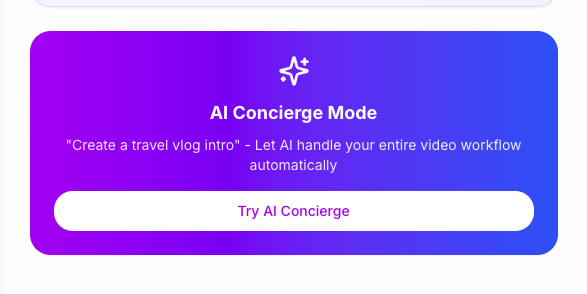 AI Concierge Mode
"Create a travel vlog intro" - Let AI handle your entire video workflow
automatically
Try AI Concierge